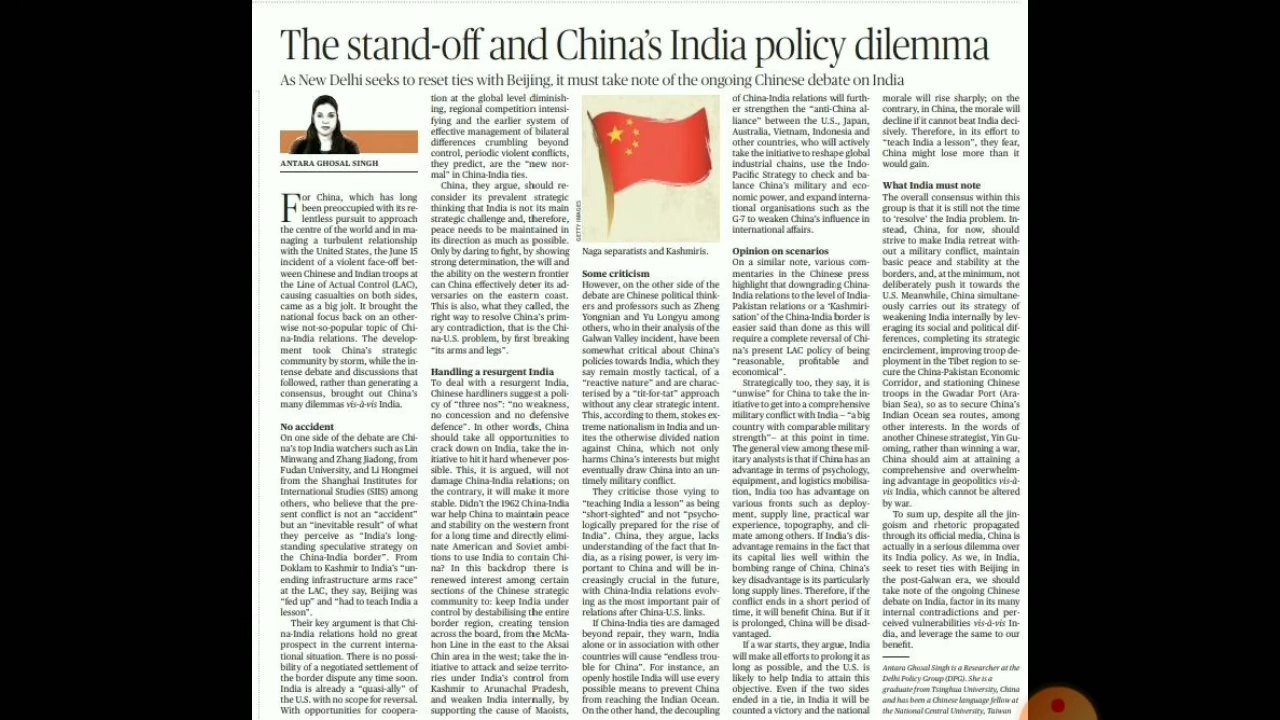 The stand-off and China's India policy dilemma
As New Delhi seeks to reset ties with Beijing, it must take note of the ongoing Chinese debate on India
ANTARA GHOSAL SINGH
For China, which has long
been preoccupied with its re-
lentless pursuit to approach
the centre of the world and in ma-
naging a turbulent relationship
with the United States, the June 15
incident of a violent face-off bet-
ween Chinese and Indian troops at
the Line of Actual Control (LAC),
causing casualties on both sides,
came as a big jolt. It brought the
national focus back on an other-
wise not-so-popular topic of Chi-
na-India relations. The develop-
ment took China's strategic
community by storm, while the in-
tense debate and discussions that
followed, rather than generating a
consensus, brought out China's
many dilemmas vis-à-vis India.
No accident
On one side of the debate are Chi-
na's top India watchers such as Lin
Minwang and Zhang Jiadong, from
Fudan University, and Li Hongmei
from the Shanghai Institutes for
International Studies (SIIS) among
others, who believe that the pre-
sent conflict is not an "accident"
but an "inevitable result" of what
they perceive as "India's long-
standing speculative strategy on
the China-India border". From
Doklam to Kashmir to India's "un-
ending infrastructure arms race"
at the LAC, they say, Beijing was
"fed up" and "had to teach India a
lesson".
Their key argument is that Chi-
na-India relations hold no great
prospect in the current interna-
tional situation. There is no possi-
bility of a negotiated settlement of
the border dispute any time soon.
India is already a "quasi-ally" of
the U.S. with no scope for reversal.
With opportunities for coopera-
tion at the global level diminish-
ing, regional competition intensi-
fying and the earlier system of
effective management of bilateral
differences crumbling beyond
control, periodic violent conflicts,
they predict, are the "new nor-
mal" in China-India ties.
China, they argue, should re-
consider its prevalent strategic
thinking that India is not its main
strategic challenge and, therefore,
peace needs to be maintained in
its direction as much as possible.
Only by daring to fight, by showing
strong determination, the will and
the ability on the western frontier
can China effectively deter its ad-
versaries on the eastern coast.
This is also, what they called, the
right way to resolve China's prim-
ary contradiction, that is the Chi-
na-U.S. problem, by first breaking
"its arms and legs".
Handling a resurgent India
To deal with a resurgent India,
Chinese hardliners suggest a poli-
cy of "three nos": "no weakness,
no concession and no defensive
defence". In other words, China
should take all opportunities to
crack down on India, take the in-
itiative to hit it hard whenever pos-
sible. This, it is argued, will not
damage China-India relations; on
the contrary, it will make it more
stable. Didn't the 1962 China-India
war help China to maintain peace
and stability on the western front
for a long time and directly elimi-
nate American and Soviet ambi-
tions to use India to contain Chi-
na? In this backdrop there is
renewed interest among certain
sections of the Chinese strategic
community to: keep India under
control by destabilising the entire
border region, creating tension
across the board, from the McMa-
hon Line in the east to the Aksai
Chin area in the west; take the in-
itiative to attack and seize territo-
ries under India's control from
Kashmir to Arunachal Pradesh,
and weaken India internally, by
supporting the cause of Maoists,
GETTY IMAGES
Naga separatists and Kashmiris.
Some criticism
However, on the other side of the
debate are Chinese political think-
ers and professors such as Zheng
Yongnian and Yu Longyu among
others, who in their analysis of the
Galwan Valley incident, have been
somewhat critical about China's
policies towards India, which they
say remain mostly tactical, of a
"reactive nature" and are charac-
terised by a "tit-for-tat" approach
without any clear strategic intent.
This, according to them, stokes ex-
treme nationalism in India and un-
ites the otherwise divided nation
against China, which not only
harms China's interests but might
eventually draw China into an un-
timely military conflict.
They criticise those vying to
"teaching India a lesson" as being
"short-sighted" and not "psycho-
logically prepared for the rise of
India". China, they argue, lacks
understanding of the fact that In-
dia, as a rising power, is very im-
portant to China and will be in-
creasingly crucial in the future,
with China-India relations evolv-
ing as the most important pair of
relations after China-U.S. links.
If China-India ties are damaged
beyond repair, they warn, India
alone or in association with other
countries will cause "endless trou-
ble for China". For instance, an
openly hostile India will use every
possible means to prevent China
from reaching the Indian Ocean.
On the other hand, the decoupling
of China-India relations will furth-
er strengthen the "anti-China al-
liance" between the U.S., Japan,
Australia, Vietnam, Indonesia and
other countries, who will actively
take the initiative to reshape global
industrial chains, use the Indo-
Pacific Strategy to check and ba-
lance China's military and eco-
nomic power, and expand interna-
tional organisations such as the
G-7 to weaken China's influence in
international affairs.
Opinion on scenarios
On a similar note, various com-
mentaries in the Chinese press
highlight that downgrading China-
India relations to the level of India-
Pakistan relations or a 'Kashmiri-
sation' of the China-India border is
easier said than done as this will
require a complete reversal of Chi-
na's present LAC policy of being
"reasonable, profitable and
economical".
Strategically too, they say, it is
"unwise" for China to take the in-
itiative to get into a comprehensive
military conflict with India – "a big
country with comparable military
strength"– at this point in time.
The general view among these mil-
itary analysts is that if China has an
advantage in terms of psychology,
equipment, and logistics mobilisa-
tion, India too has advantage on
various fronts such as deploy-
ment, supply line, practical war
experience, topography, and cli-
mate among others. If India's dis-
advantage remains in the fact that
its capital lies well within the
bombing range of China, China's
key disadvantage is its particularly
long supply lines. Therefore, if the
conflict ends in a short period of
time, it will benefit China. But if it
is prolonged, China will be disad-
vantaged.
If a war starts, they argue, India
will make all efforts to prolong it as
long as possible, and the U.S. is
likely to help India to attain this
objective. Even if the two sides
ended in a tie, in India it will be
counted a victory and the national
morale will rise sharply; on the
contrary, in China, the morale will
decline if it cannot beat India deci-
sively. Therefore, in its effort to
"teach India a lesson", they fear,
China might lose more than it
would gain.
What India must note
The overall consensus within this
group is that it is still not the time
to 'resolve' the India problem. In-
stead, China, for now, should
strive to make India retreat with-
out a military conflict, maintain
basic peace and stability at the
borders, and, at the minimum, not
deliberately push it towards the
U.S. Meanwhile, China simultane-
ously carries out its strategy of
weakening India internally by lev-
eraging its social and political dif-
ferences, completing its strategic
encirclement, improving troop de-
ployment in the Tibet region to se-
cure the China-Pakistan Economic
Corridor, and stationing Chinese
troops in the Gwadar Port (Ara-
bian Sea), so as to secure China's
Indian Ocean sea routes, among
other interests. In the words of
another Chinese strategist, Yin Gu-
oming, rather than winning a war,
China should aim at attaining a
comprehensive and overwhelm-
ing advantage in geopolitics vis-à-
vis India, which cannot be altered
by war.
To sum up, despite all the jin-
goism and rhetoric propagated
through its official media, China is
actually in a serious dilemma over
its India policy. As we, in India,
seek to reset ties with Beijing in
the post-Galwan era, we should
take note of the ongoing Chinese
debate on India, factor in its many
internal contradictions and per-
ceived vulnerabilities vis-à-vis In-
dia, and leverage the same to our
benefit.
Antara Ghosal Singh is a Researcher at the
Delhi Policy Group (DPG). She is a
graduate from Tsinghua University, China
and has been a Chinese language fellow at
the National Central University, Taiwan